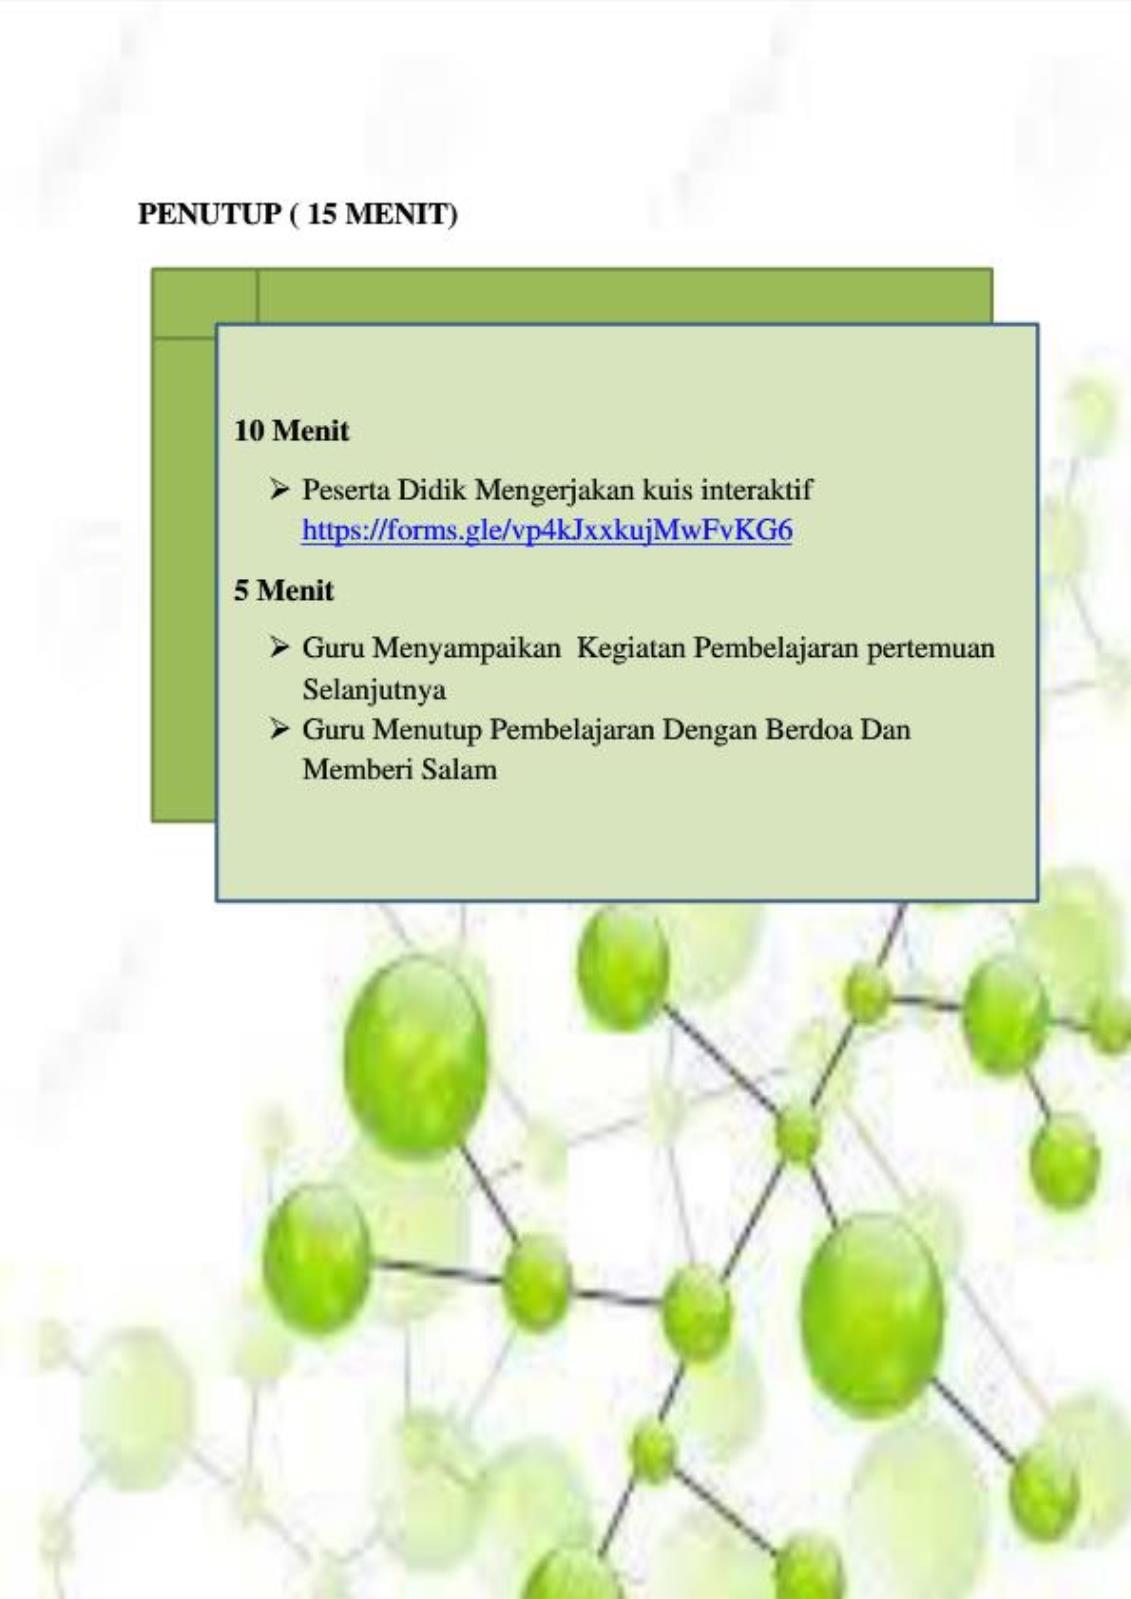 PENUTUP ( 15 MENIT)
10 Menit
➢ Peserta Didik Mengerjakan kuis interaktif
https://forms.gle/vp4kJxxkujMwFvKG6
5 Menit
➢ Guru Menyampaikan  Kegiatan Pembelajaran pertemuan
Selanjutnya
➢ Guru Menutup Pembelajaran Dengan Berdoa Dan
Memberi Salam